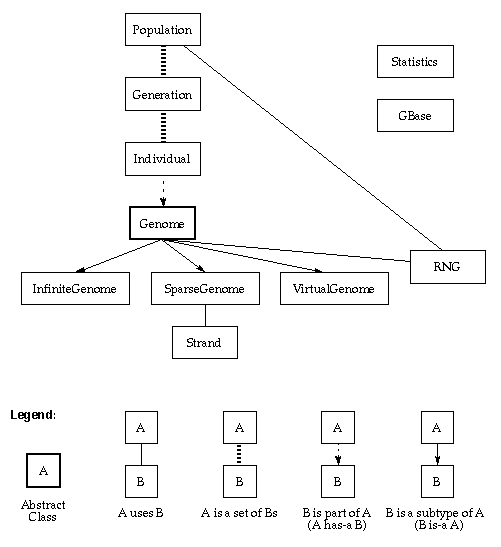 Population
Statistics
Generation
GBase
Individual
Genome
RNG
InfiniteGenome
SparseGenome
VirtualGenome
Strand
Legend:
A
A
A
A
A
B
B
B
B
Abstract
Class
A uses B
A is a set of Bs
B is part of A
(A has-a B)
B is a subtype of A
(B is-a A)